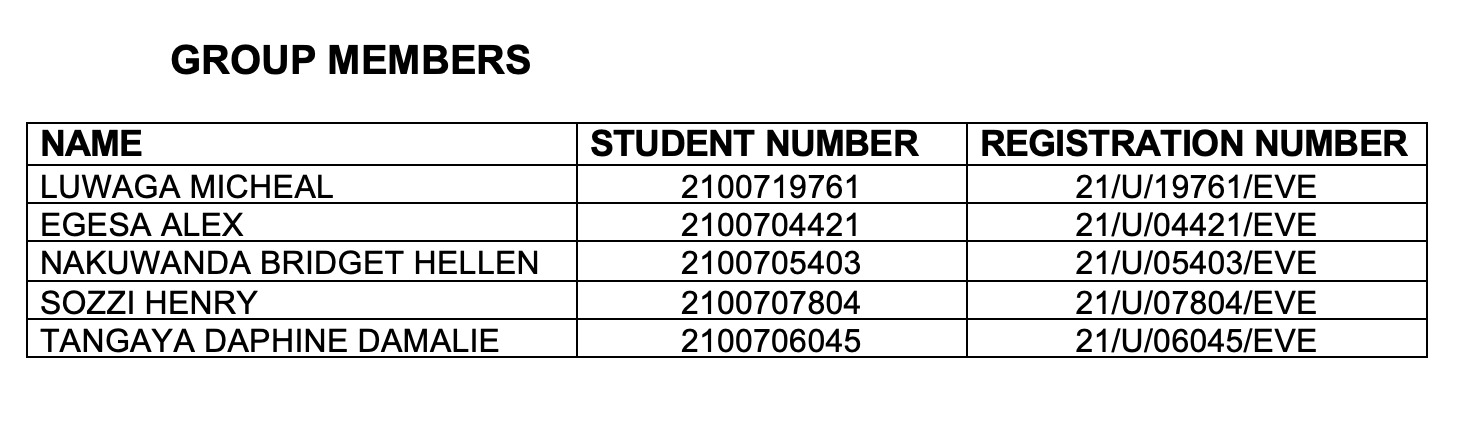 GROUP MEMBERS
NAME STUDENT NUMBER REGISTRATION NUMBER
LUWAGA MICHEAL 2100719761 21/U/19761/EVE
EGESA ALEX 2100704421 21/U/04421/EVE
NAKUWANDA BRIDGET HELLEN 2100705403 21/U/05403/EVE
SOZZI HENRY 2100707804 21/U/07804/EVE
TANGAYA DAPHINE DAMALIE 2100706045 21/U/06045/EVE